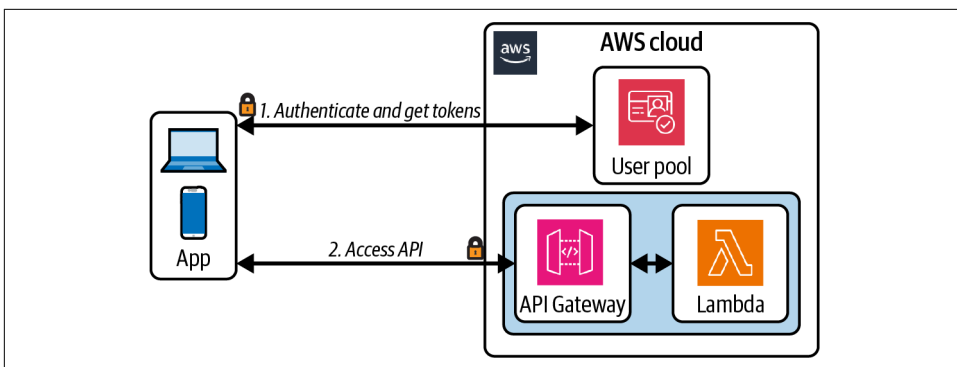 aws
AWS cloud
1. Authenticate and get tokens
User pool
App
2. Access API
</>
API Gateway
Lambda